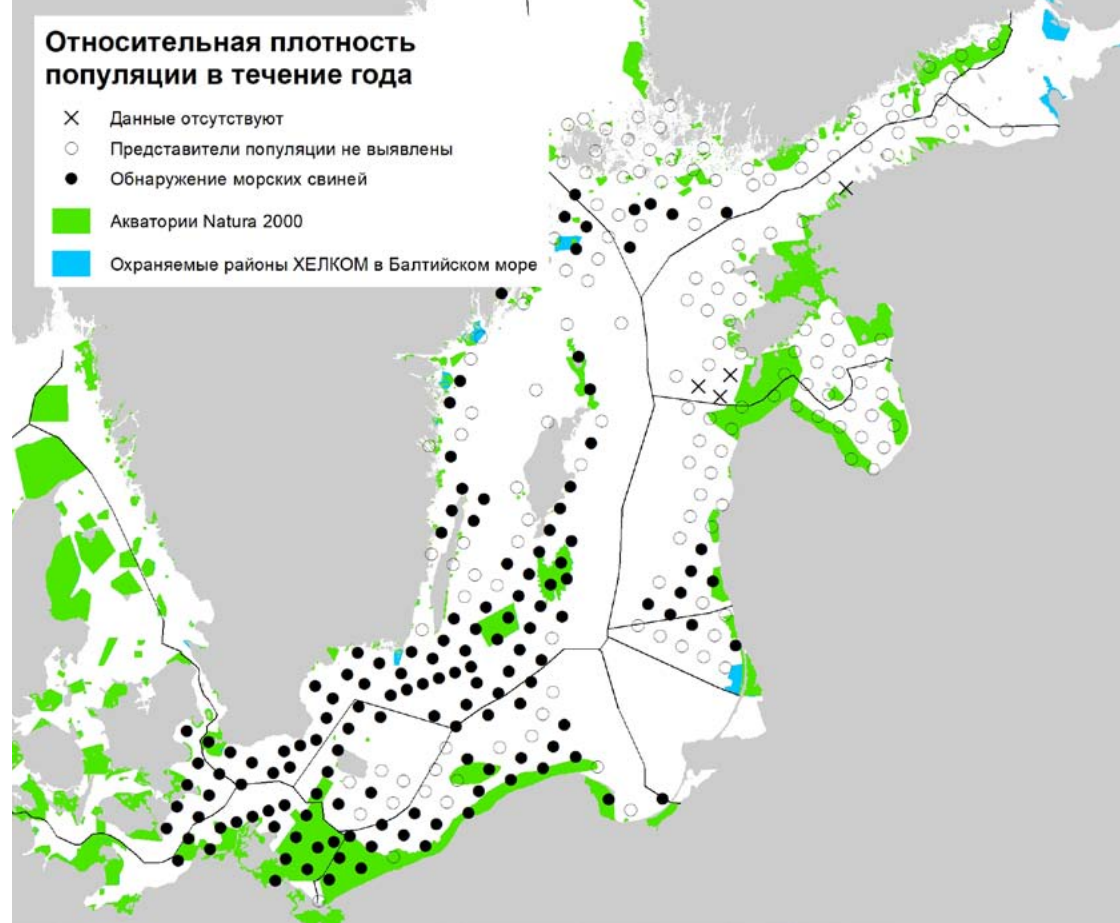 Относительная плотность
популяции в течение года
Данные отсутствуют
Представители популяции не выявлены
Обнаружение морских свиней
Акватории Natura 2000
Охраняемые районы ХЕЛКОМ в Балтийском море